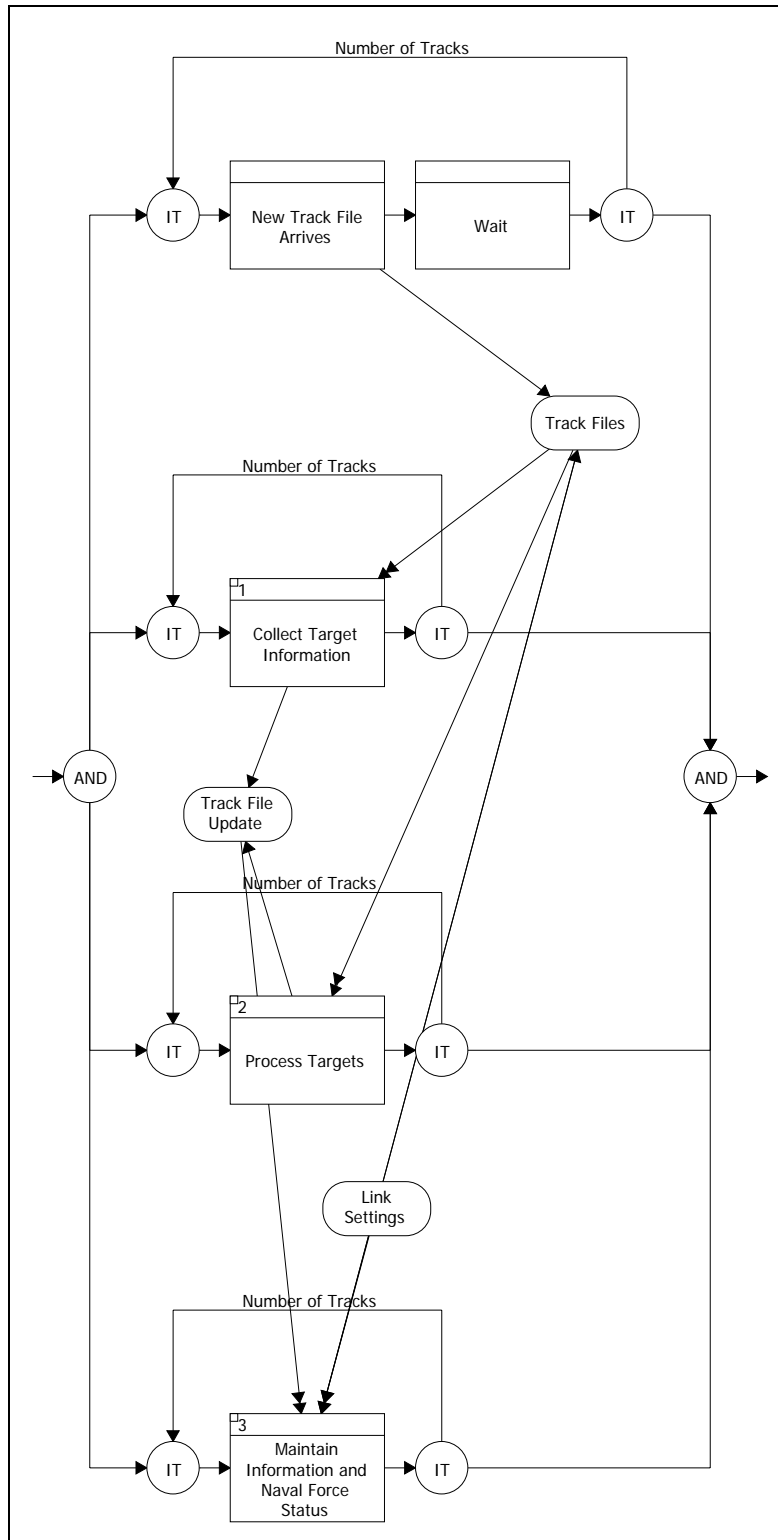 Number of Tracks
IT
New Track File
Arrives
Wait
IT
Track Files
Number of Tracks
1
IT
Collect Target
Information
IT
AND
AND
Track File
Update
Number of Tracks
2
IT
Process Targets
IT
Link
Settings
Number of Tracks
3
IT
Maintain
Information and
Naval Force
Status
IT